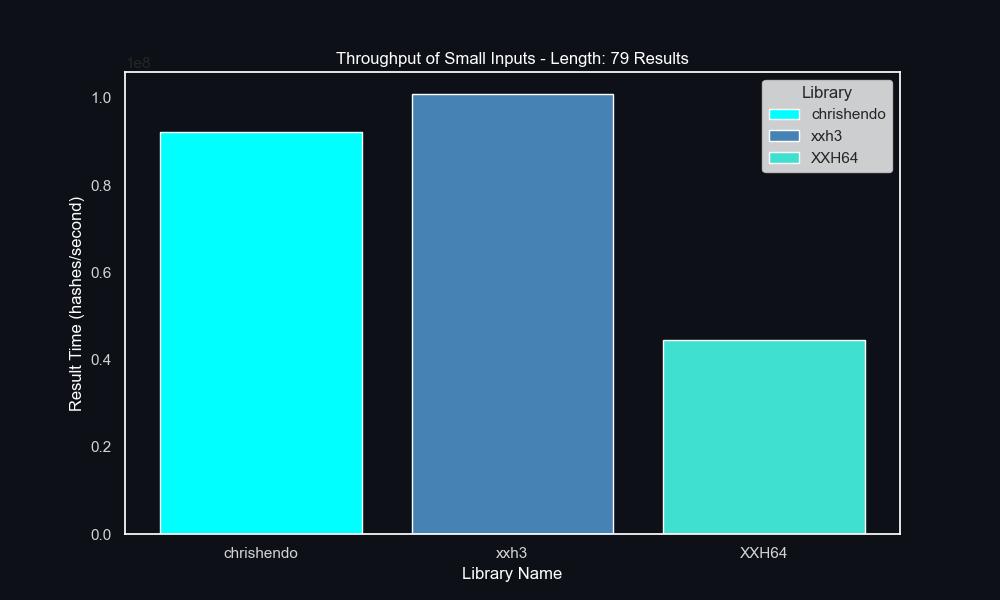 Throughput of Small Inputs - Length: 79 Results
1e8
Library
chrishendo
xxh3
XXH64
1.0
0.8
0.6
0.4
0.2
0.0
Result Time (hashes/second)
chrishendo
xxh3
XXH64
Library Name